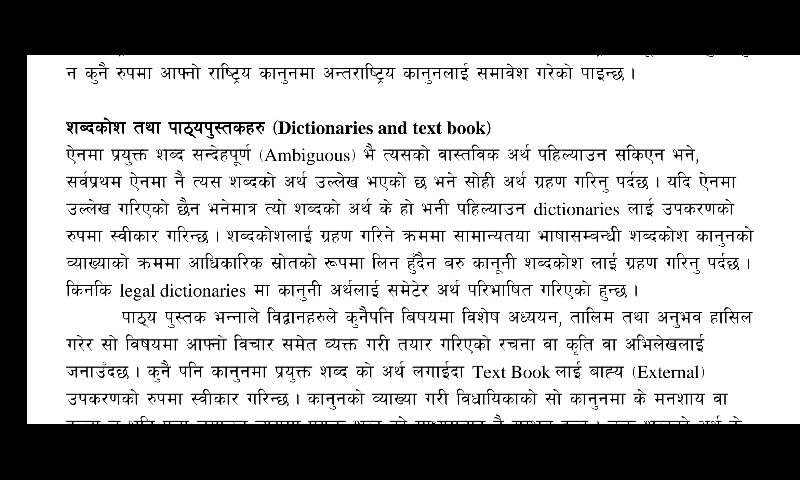 न कुनै रुपमा आफ्नो राष्ट्रिय कानुनमा अन्तराष्ट्रिय कानुनलाई समावेश गरेको पाइन्छ ।
शब्दकोश तथा पाठ्यपुस्तकहरु (Dictionaries and text book)
ऐनमा प्रयुक्त शब्द सन्देहपूर्ण (Ambiguous) भै त्यसको वास्तविक अर्थ पहिल्याउन सकिएन भने,
सर्वप्रथम ऐनमा नै त्यस शब्दको अर्थ उल्लेख भएको छ भने सोही अर्थ ग्रहण गरिनु पर्दछ । यदि ऐनमा
उल्लेख गरिएको छैन भनेमात्र त्यो शब्दको अर्थ के हो भनी पहिल्याउन dictionaries लाई उपकरणको
रुपमा स्वीकार गरिन्छ । शब्दकोशलाई ग्रहण गरिने क्रममा सामान्यतया भाषासम्बन्धी शब्दकोश कानुनको
व्याख्याको क्रममा आधिकारिक स्रोतको रूपमा लिन हुँदैन बरु कानूनी शब्दकोश लाई ग्रहण गरिनु पर्दछ ।
किनकि legal dictionaries मा कानुनी अर्थलाई समेटेर अर्थ परिभाषित गरिएको हुन्छ ।
पाठ्य पुस्तक भन्नाले विद्वानहरुले कुनैपनि बिषयमा विशेष अध्ययन, तालिम तथा अनुभव हासिल
गरेर सो विषयमा आफ्नो विचार समेत व्यक्त गरी तयार गरिएको रचना वा कृति वा अभिलेखलाई
जनाउँदछ । कुनै पनि कानुनमा प्रयुक्त शब्द को अर्थ लगाईदा Text Book लाई बाह्य (External)
उपकरणको रुपमा स्वीकार गरिन्छ । कानुनको व्याख्या गरी विधायिकाको सो कानुनमा के मनशाय वा